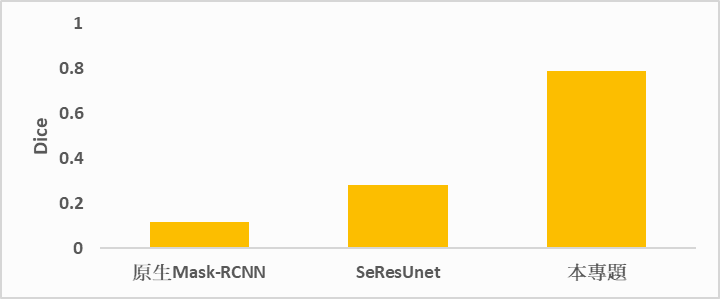 1
0.8
0.6
0.4
0.2
0
Dice
原生Mask-RCNN
SeResUnet
本專題